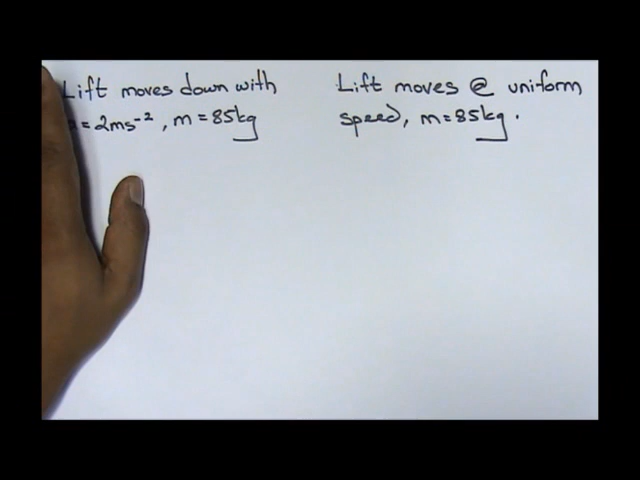 Lift moves down with
= 2ms⁻², m = 85kg
Lift moves @ uniform
speed, m = 85kg.